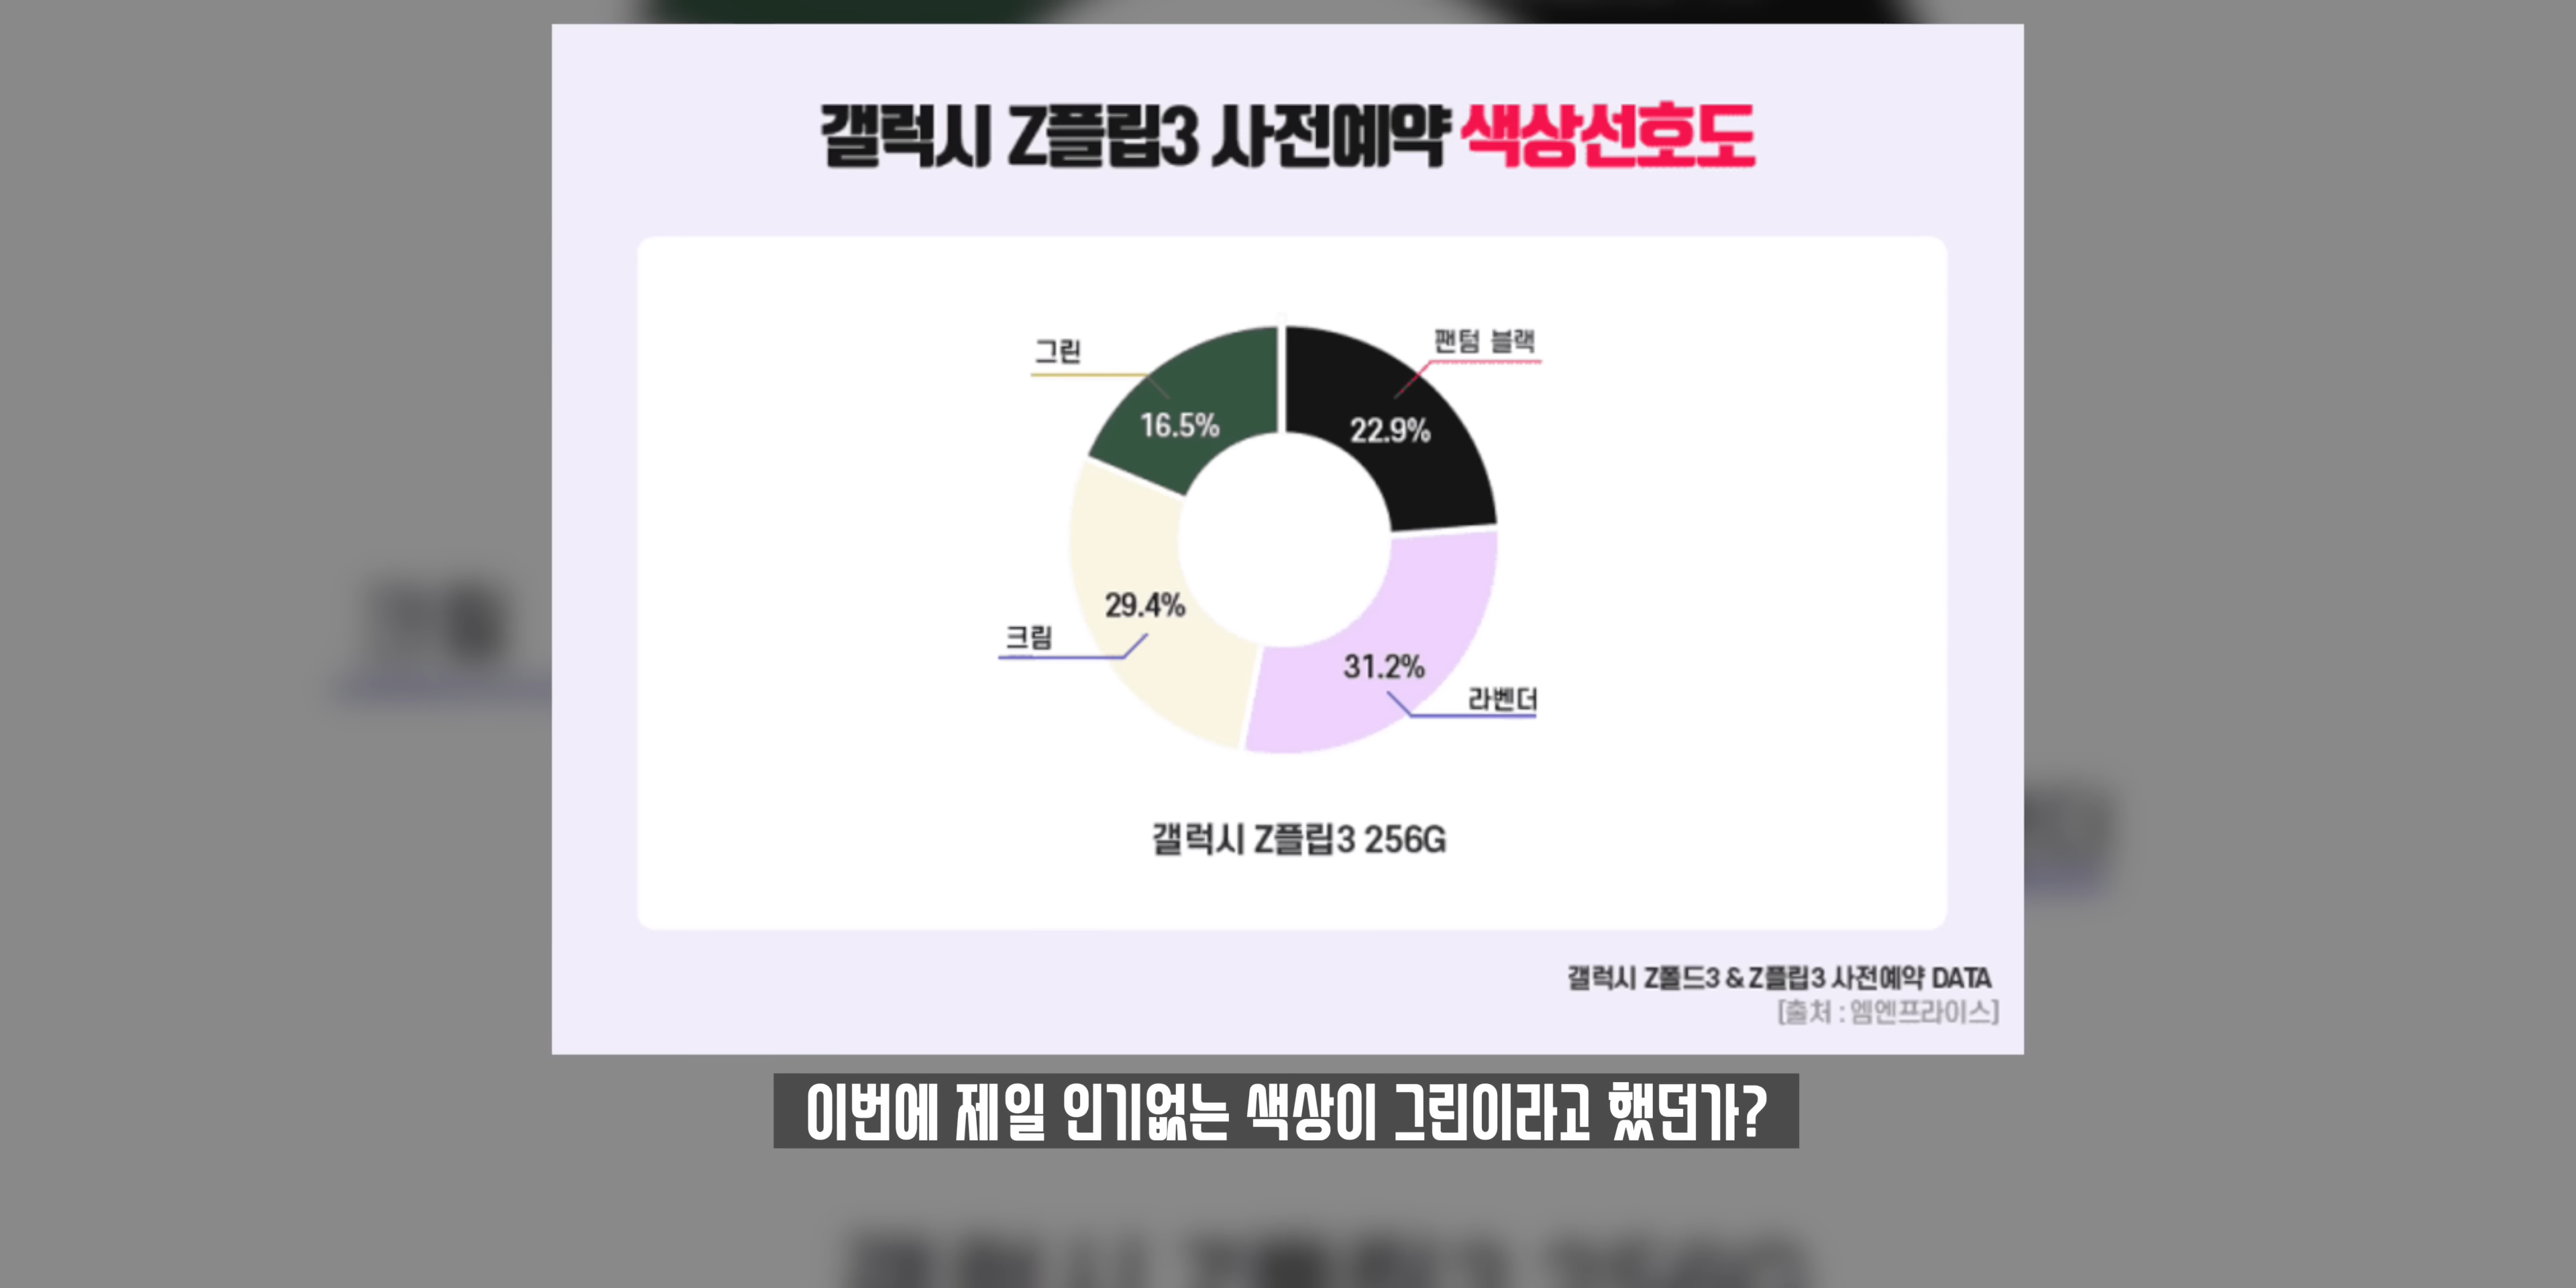 갤럭시 Z플립3 사전예약 색상선호도
그린
팬텀 블랙
16.5%
22.9%
29.4%
크림
31.2%
라벤더
갤럭시 Z플립3 256G
갤럭시 Z폴드3 & Z플립3 사전예약 DATA
[출처 : 엠엔프라이스]
이번에 제일 인기없는 색상이 그린이라고 했던가?